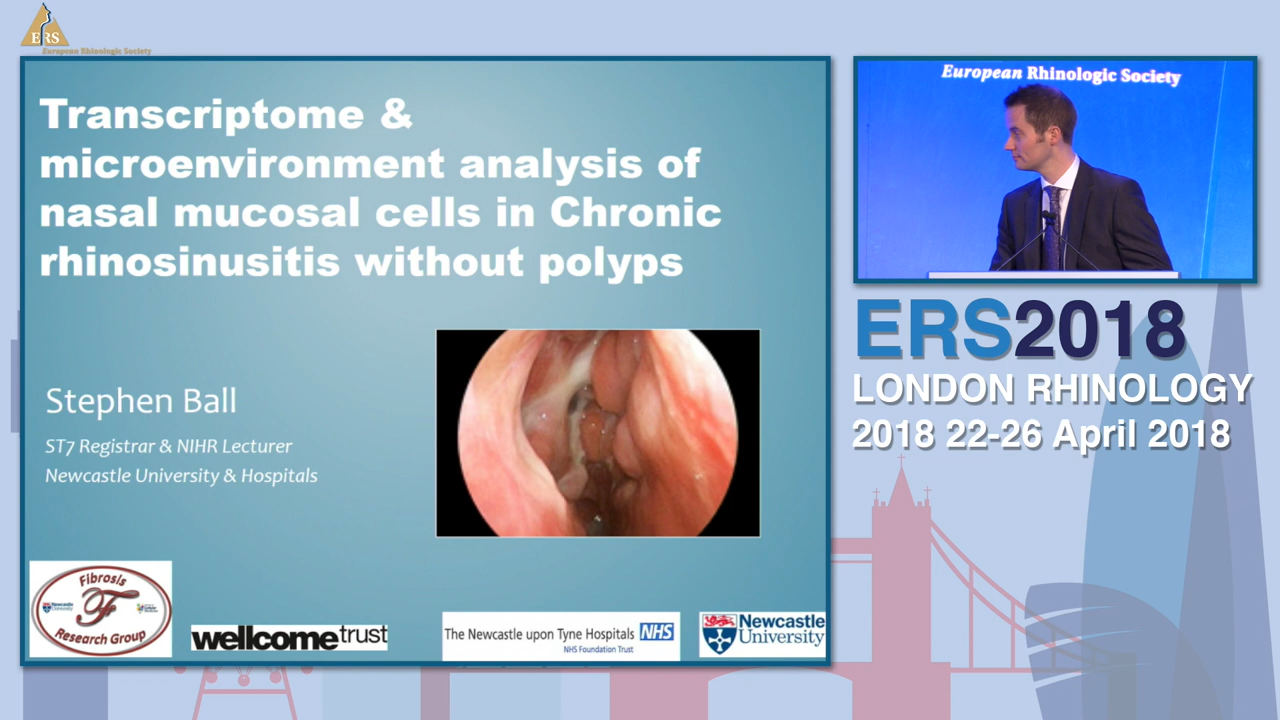 ERS
European Rhinologic Society
Transcriptome &
microenvironment analysis of
nasal mucosal cells in Chronic
rhinosinusitis without polyps
Stephen Ball
ST7 Registrar & NIHR Lecturer
Newcastle University & Hospitals
Fibrosis
Newcastle
University
F
Research Group
wellcometrust
The Newcastle upon Tyne Hospitals NHS
NHS Foundation Trust
Newcastle
University
European Rhinologic Society
ERS2018
LONDON RHINOLOGY
2018 22-26 April 2018